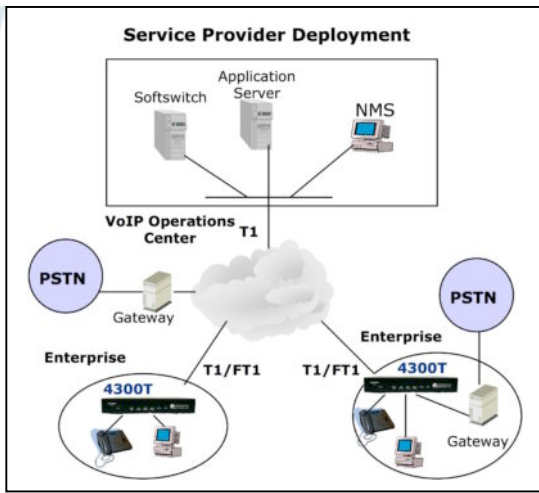 Service Provider Deployment
Application
Server
Softswitch
NMS
VoIP Operations
Center
T1
PSTN
Gateway
PSTN
Enterprise
Enterprise
T1/FT1
T1/FT1
4300T
4300T
Gateway